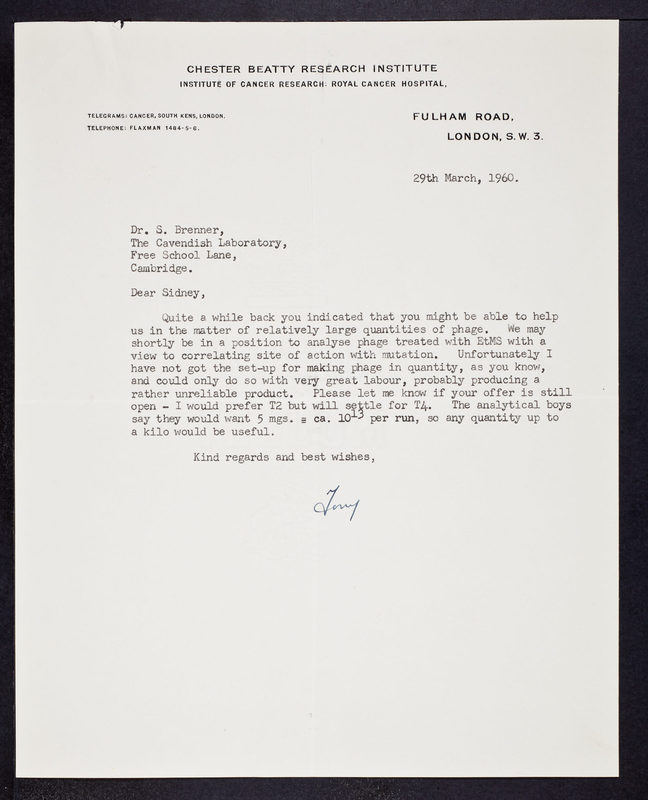 CHESTER BEATTY RESEARCH INSTITUTE
INSTITUTE OF CANCER RESEARCH: ROYAL CANCER HOSPITAL,
TELEGRAMS: CANCER, SOUTH KENS, LONDON.
TELEPHONE: FLAXMAN 1484-5-6.
FULHAM ROAD,
LONDON, S.W. 3.
29th March, 1960.
Dr. S. Brenner,
The Cavendish Laboratory,
Free School Lane,
Cambridge.
Dear Sidney,
Quite a while back you indicated that you might be able to help
us in the matter of relatively large quantities of phage. We may
shortly be in a position to analyse phage treated with EtMS with a
view to correlating site of action with mutation. Unfortunately I
have not got the set-up for making phage in quantity, as you know,
and could only do so with very great labour, probably producing a
rather unreliable product. Please let me know if your offer is still
open - I would prefer T2 but will settle for T4. The analytical boys
say they would want 5 mgs. ≡ ca. 10¹³ per run, so any quantity up to
a kilo would be useful.
Kind regards and best wishes,
Tony